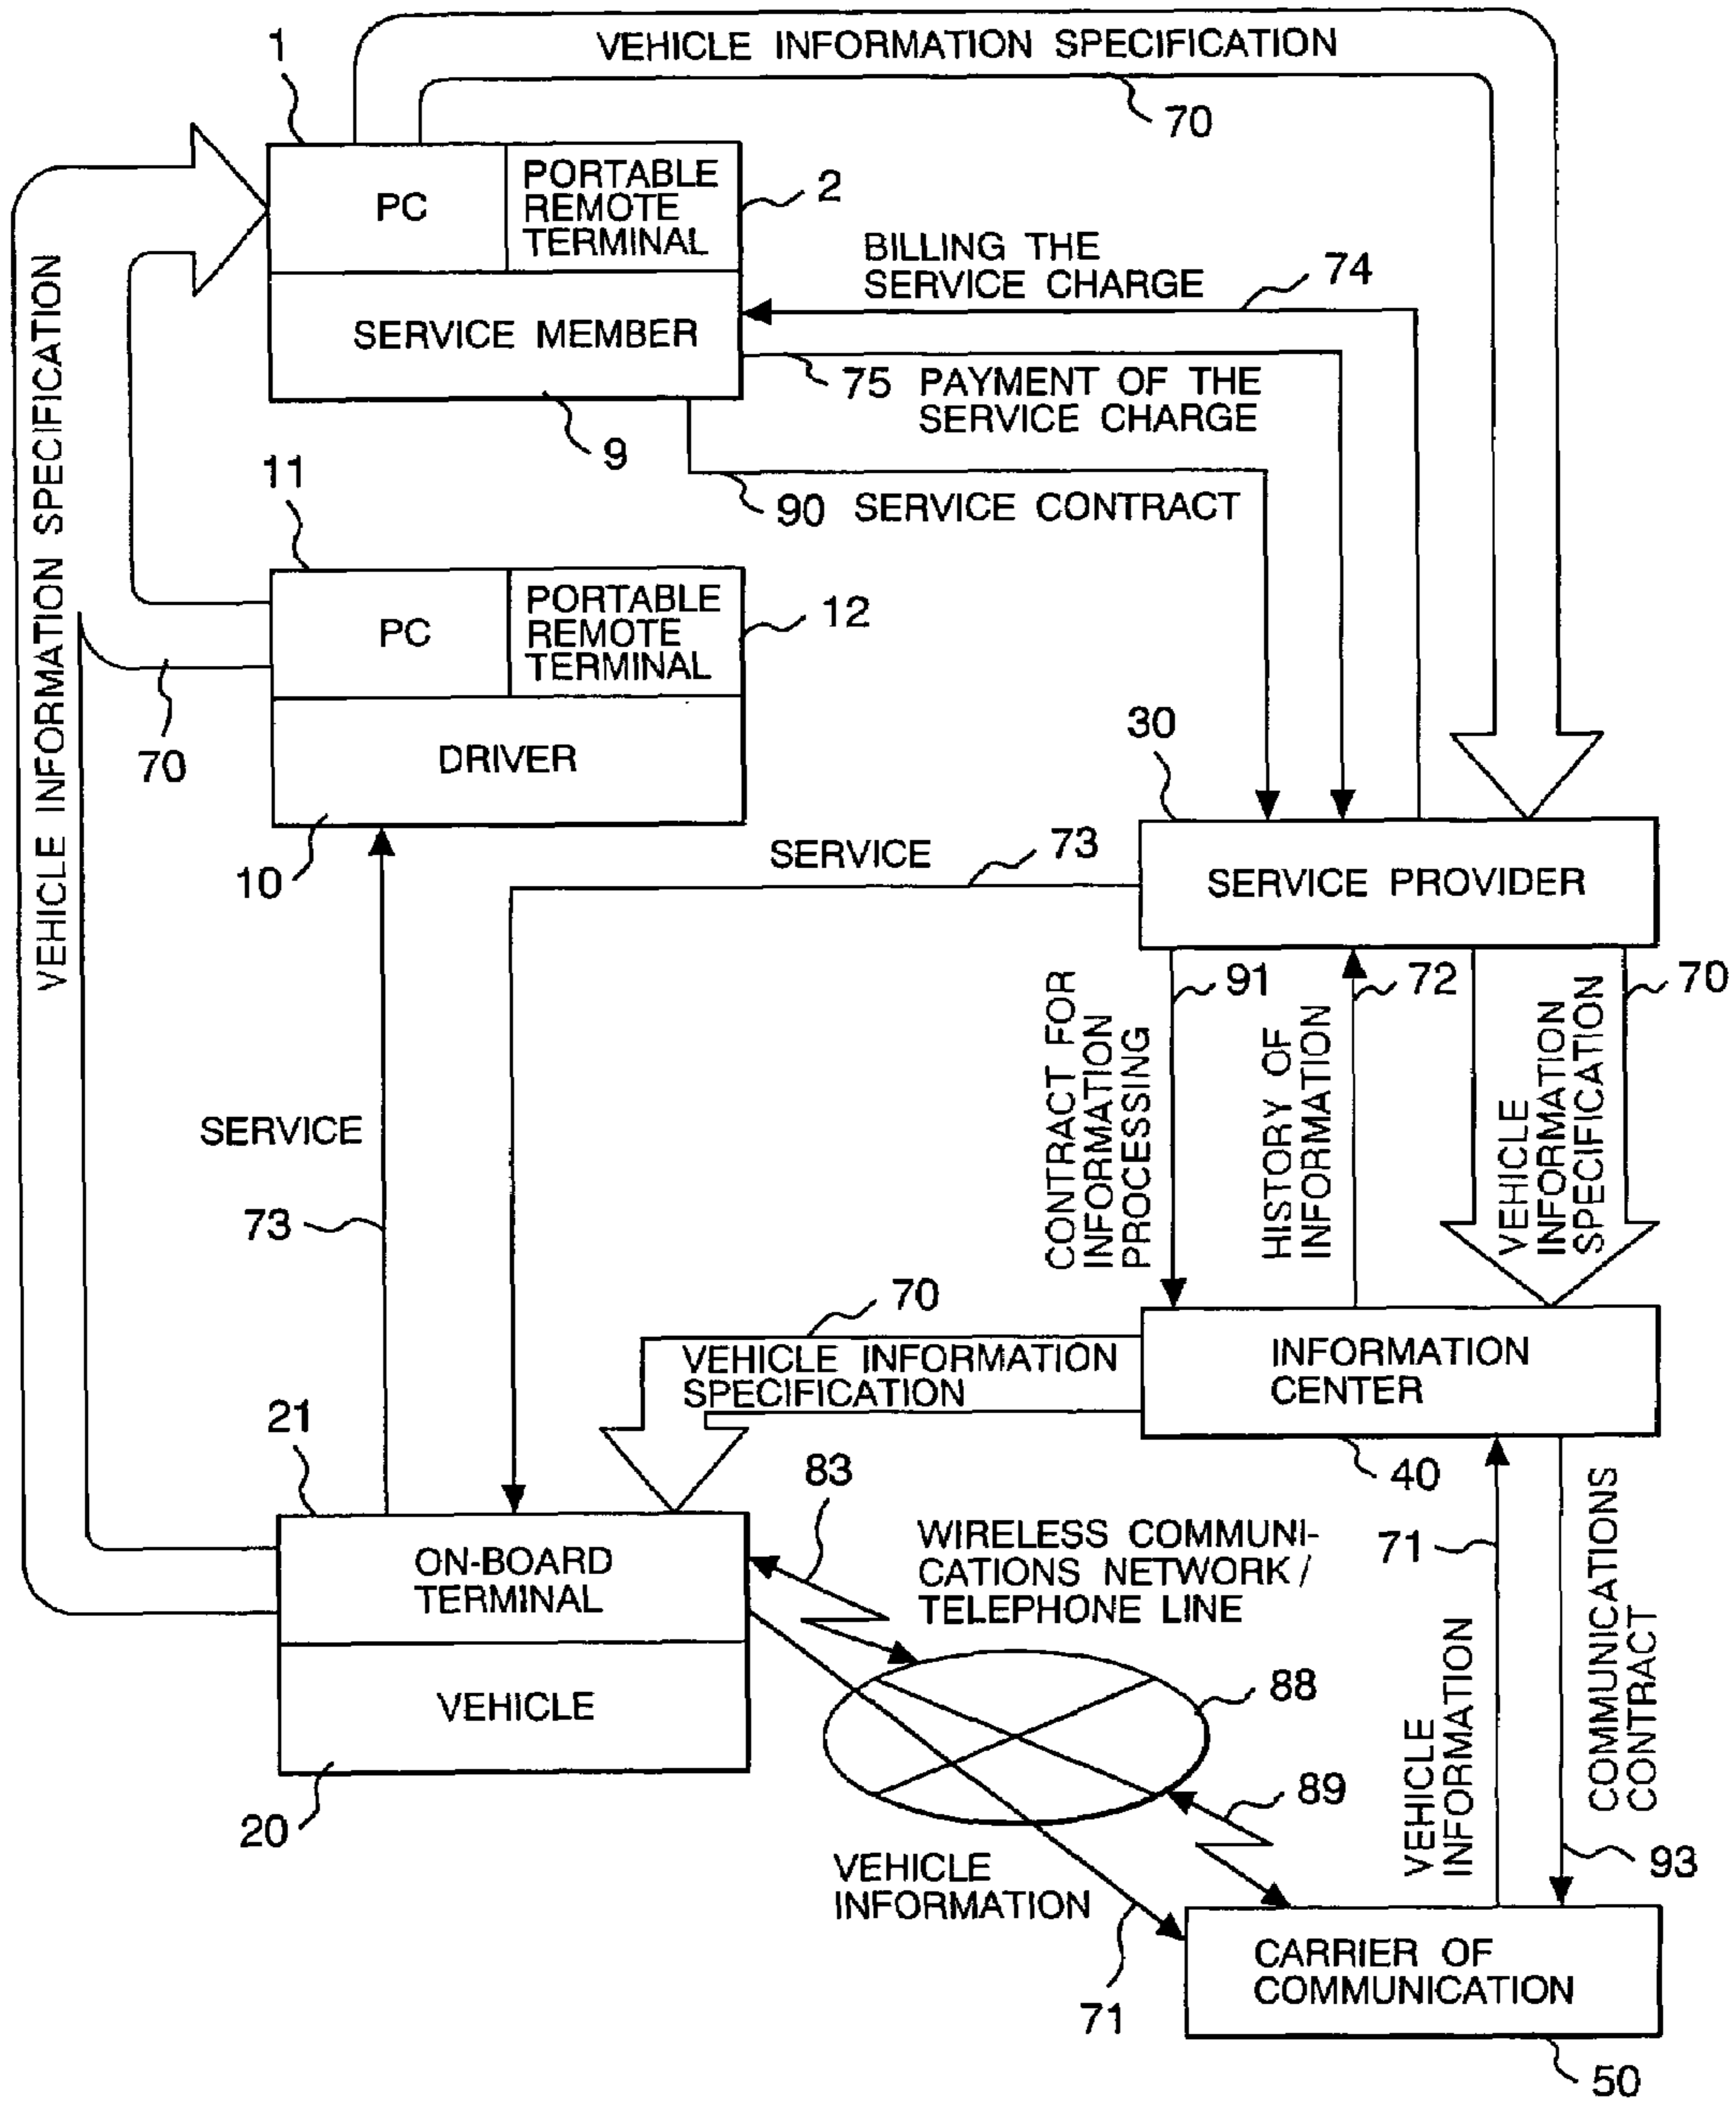 VEHICLE INFORMATION SPECIFICATION
70
1
PC
PORTABLE
REMOTE
TERMINAL
2
SERVICE MEMBER
9
BILLING THE
SERVICE CHARGE
74
75
PAYMENT OF THE
SERVICE CHARGE
90
SERVICE CONTRACT
VEHICLE INFORMATION SPECIFICATION
70
11
PC
PORTABLE
REMOTE
TERMINAL
12
DRIVER
10
30
SERVICE PROVIDER
SERVICE
73
SERVICE
73
91
CONTRACT FOR
INFORMATION
PROCESSING
72
HISTORY OF
INFORMATION
70
VEHICLE
INFORMATION
SPECIFICATION
70
VEHICLE INFORMATION
SPECIFICATION
INFORMATION
CENTER
40
21
ON-BOARD
TERMINAL
VEHICLE
20
83
WIRELESS COMMUNI-
CATIONS NETWORK/
TELEPHONE LINE
88
89
VEHICLE
INFORMATION
71
71
VEHICLE
INFORMATION
COMMUNICATIONS
CONTRACT
93
CARRIER OF
COMMUNICATION
50